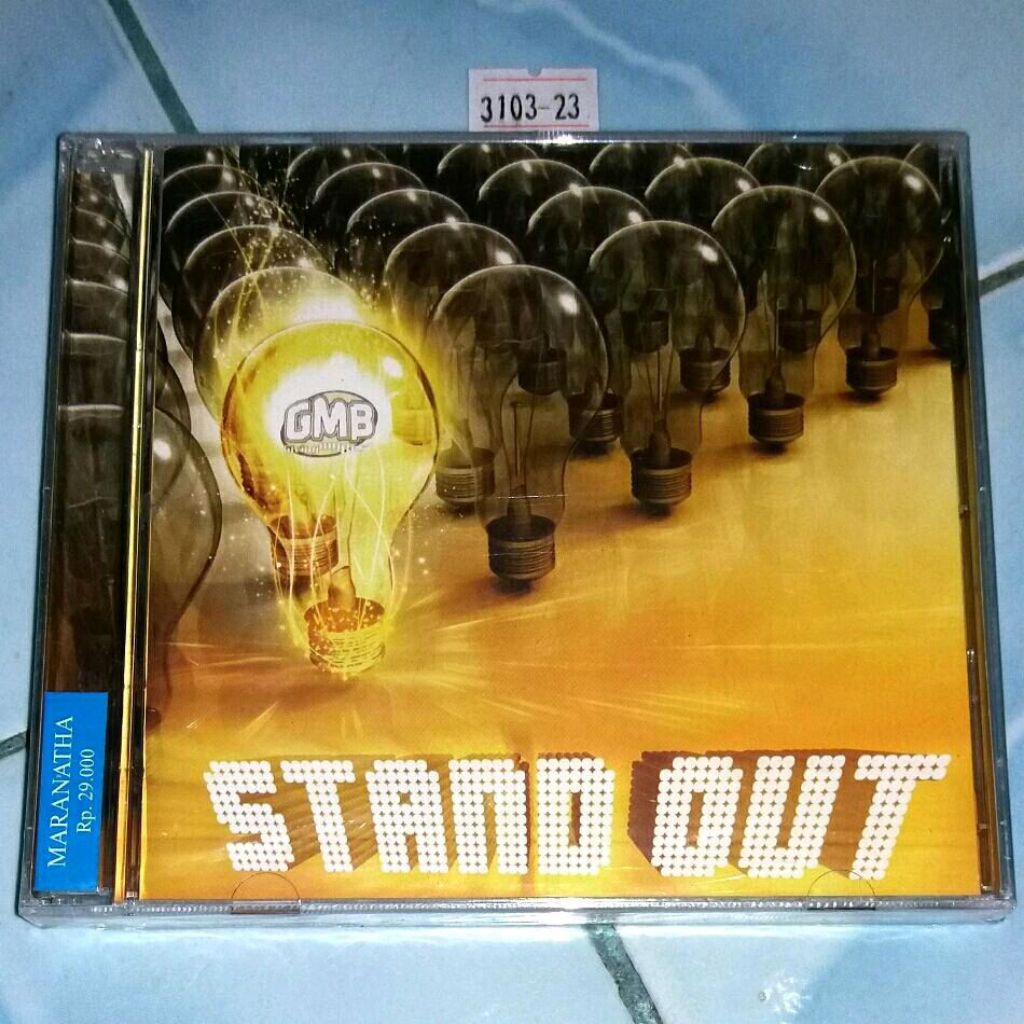 3103-23
GMB
STAND OUT
MARANATHA
Rp. 29.000